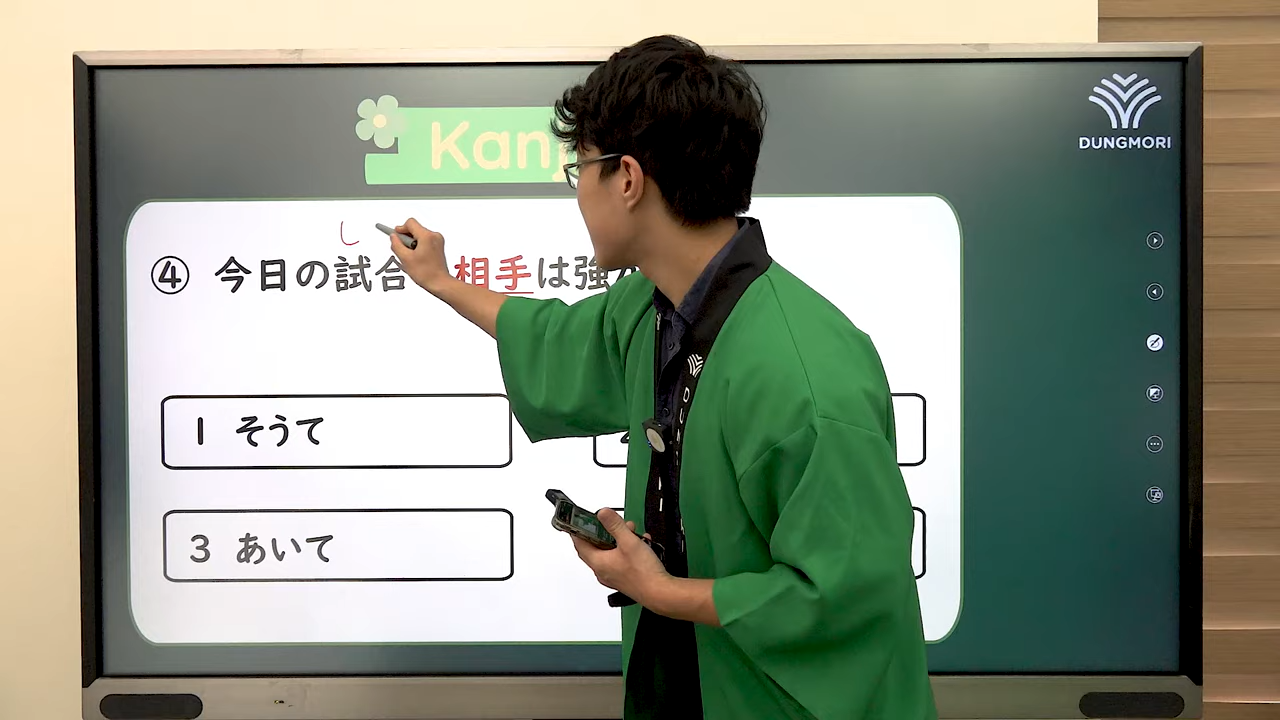 Kanj
DUNGMORI
し
④ 今日の試合 相手は強
1 そうて
3 あいて